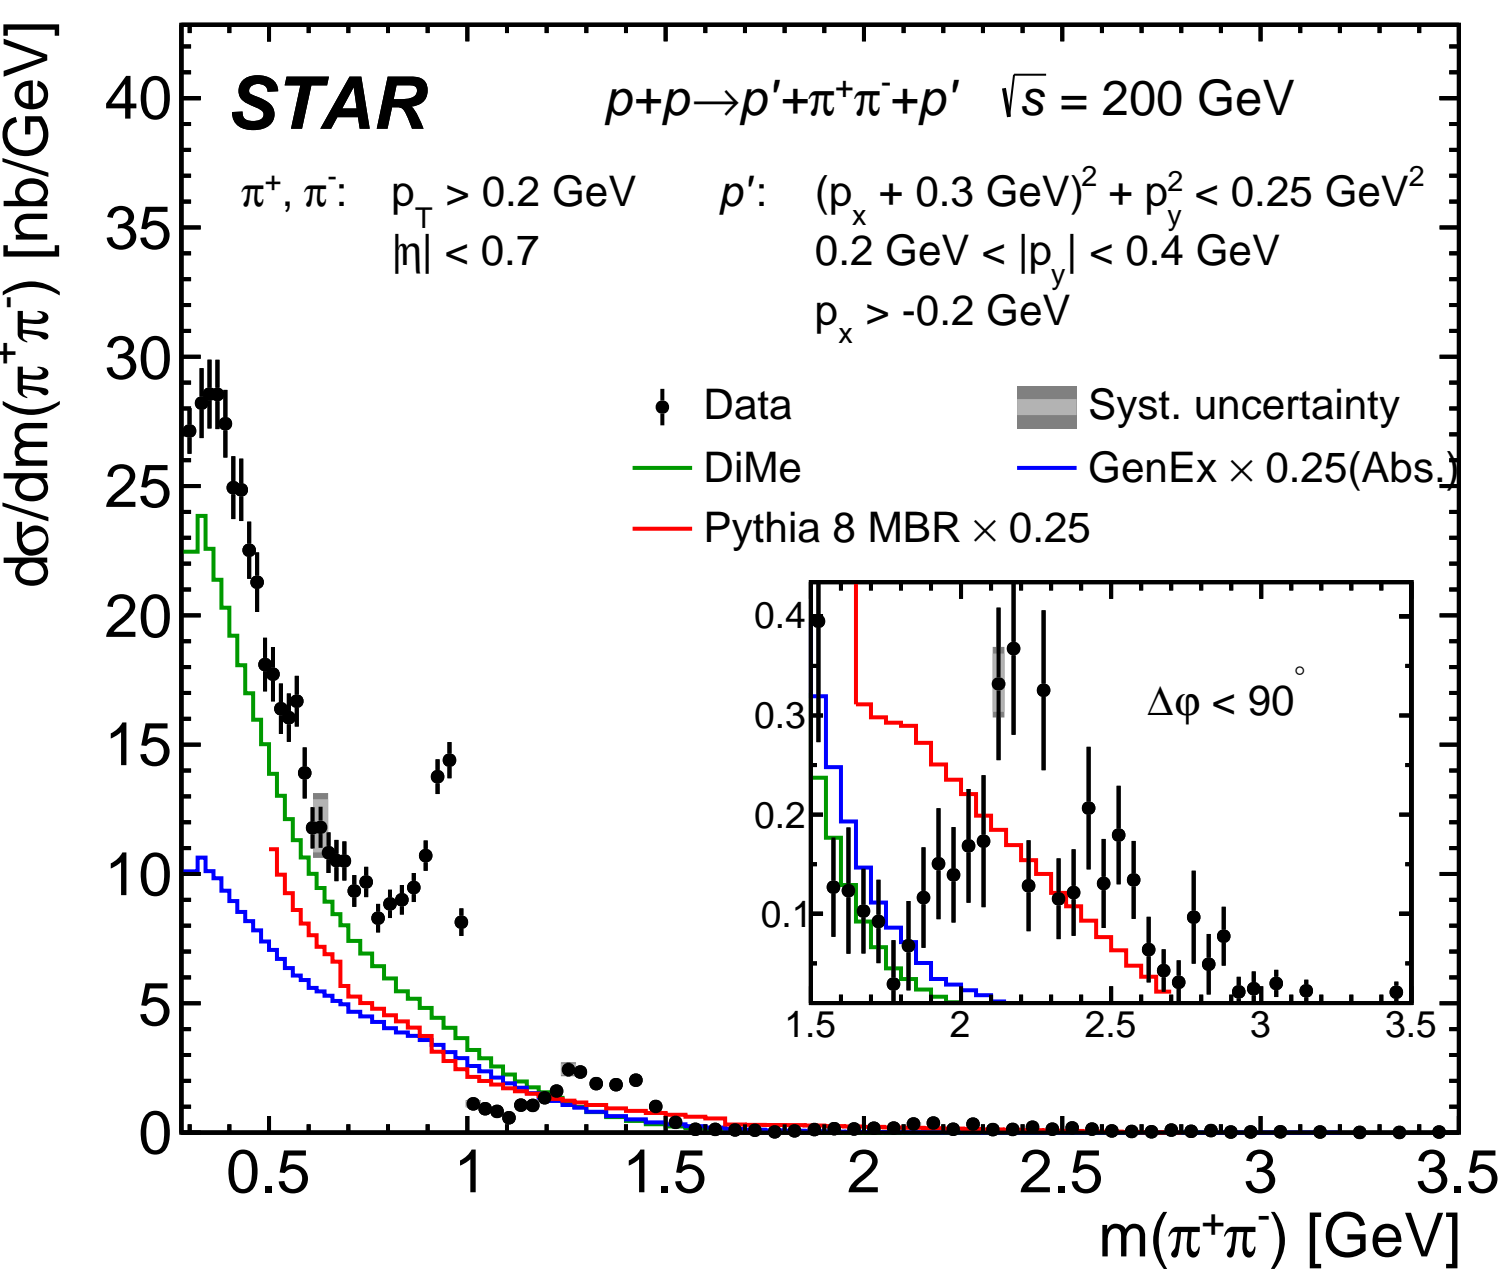 STAR p+p→p′+π⁺π⁻+p′ √s = 200 GeV
π⁺, π⁻: p_T > 0.2 GeV p′: (p_x + 0.3 GeV)² + p_y² < 0.25 GeV²
|η| < 0.7 0.2 GeV < |p_y| < 0.4 GeV
p_x > -0.2 GeV
Data Syst. uncertainty
DiMe GenEx × 0.25(Abs.)
Pythia 8 MBR × 0.25
Δφ < 90°
0.4
0.3
0.2
0.1
1.5 2 2.5 3 3.5
dσ/dm(π⁺π⁻) [nb/GeV]
40
35
30
25
20
15
10
5
0
0.5 1 1.5 2 2.5 3 3.5
m(π⁺π⁻) [GeV]